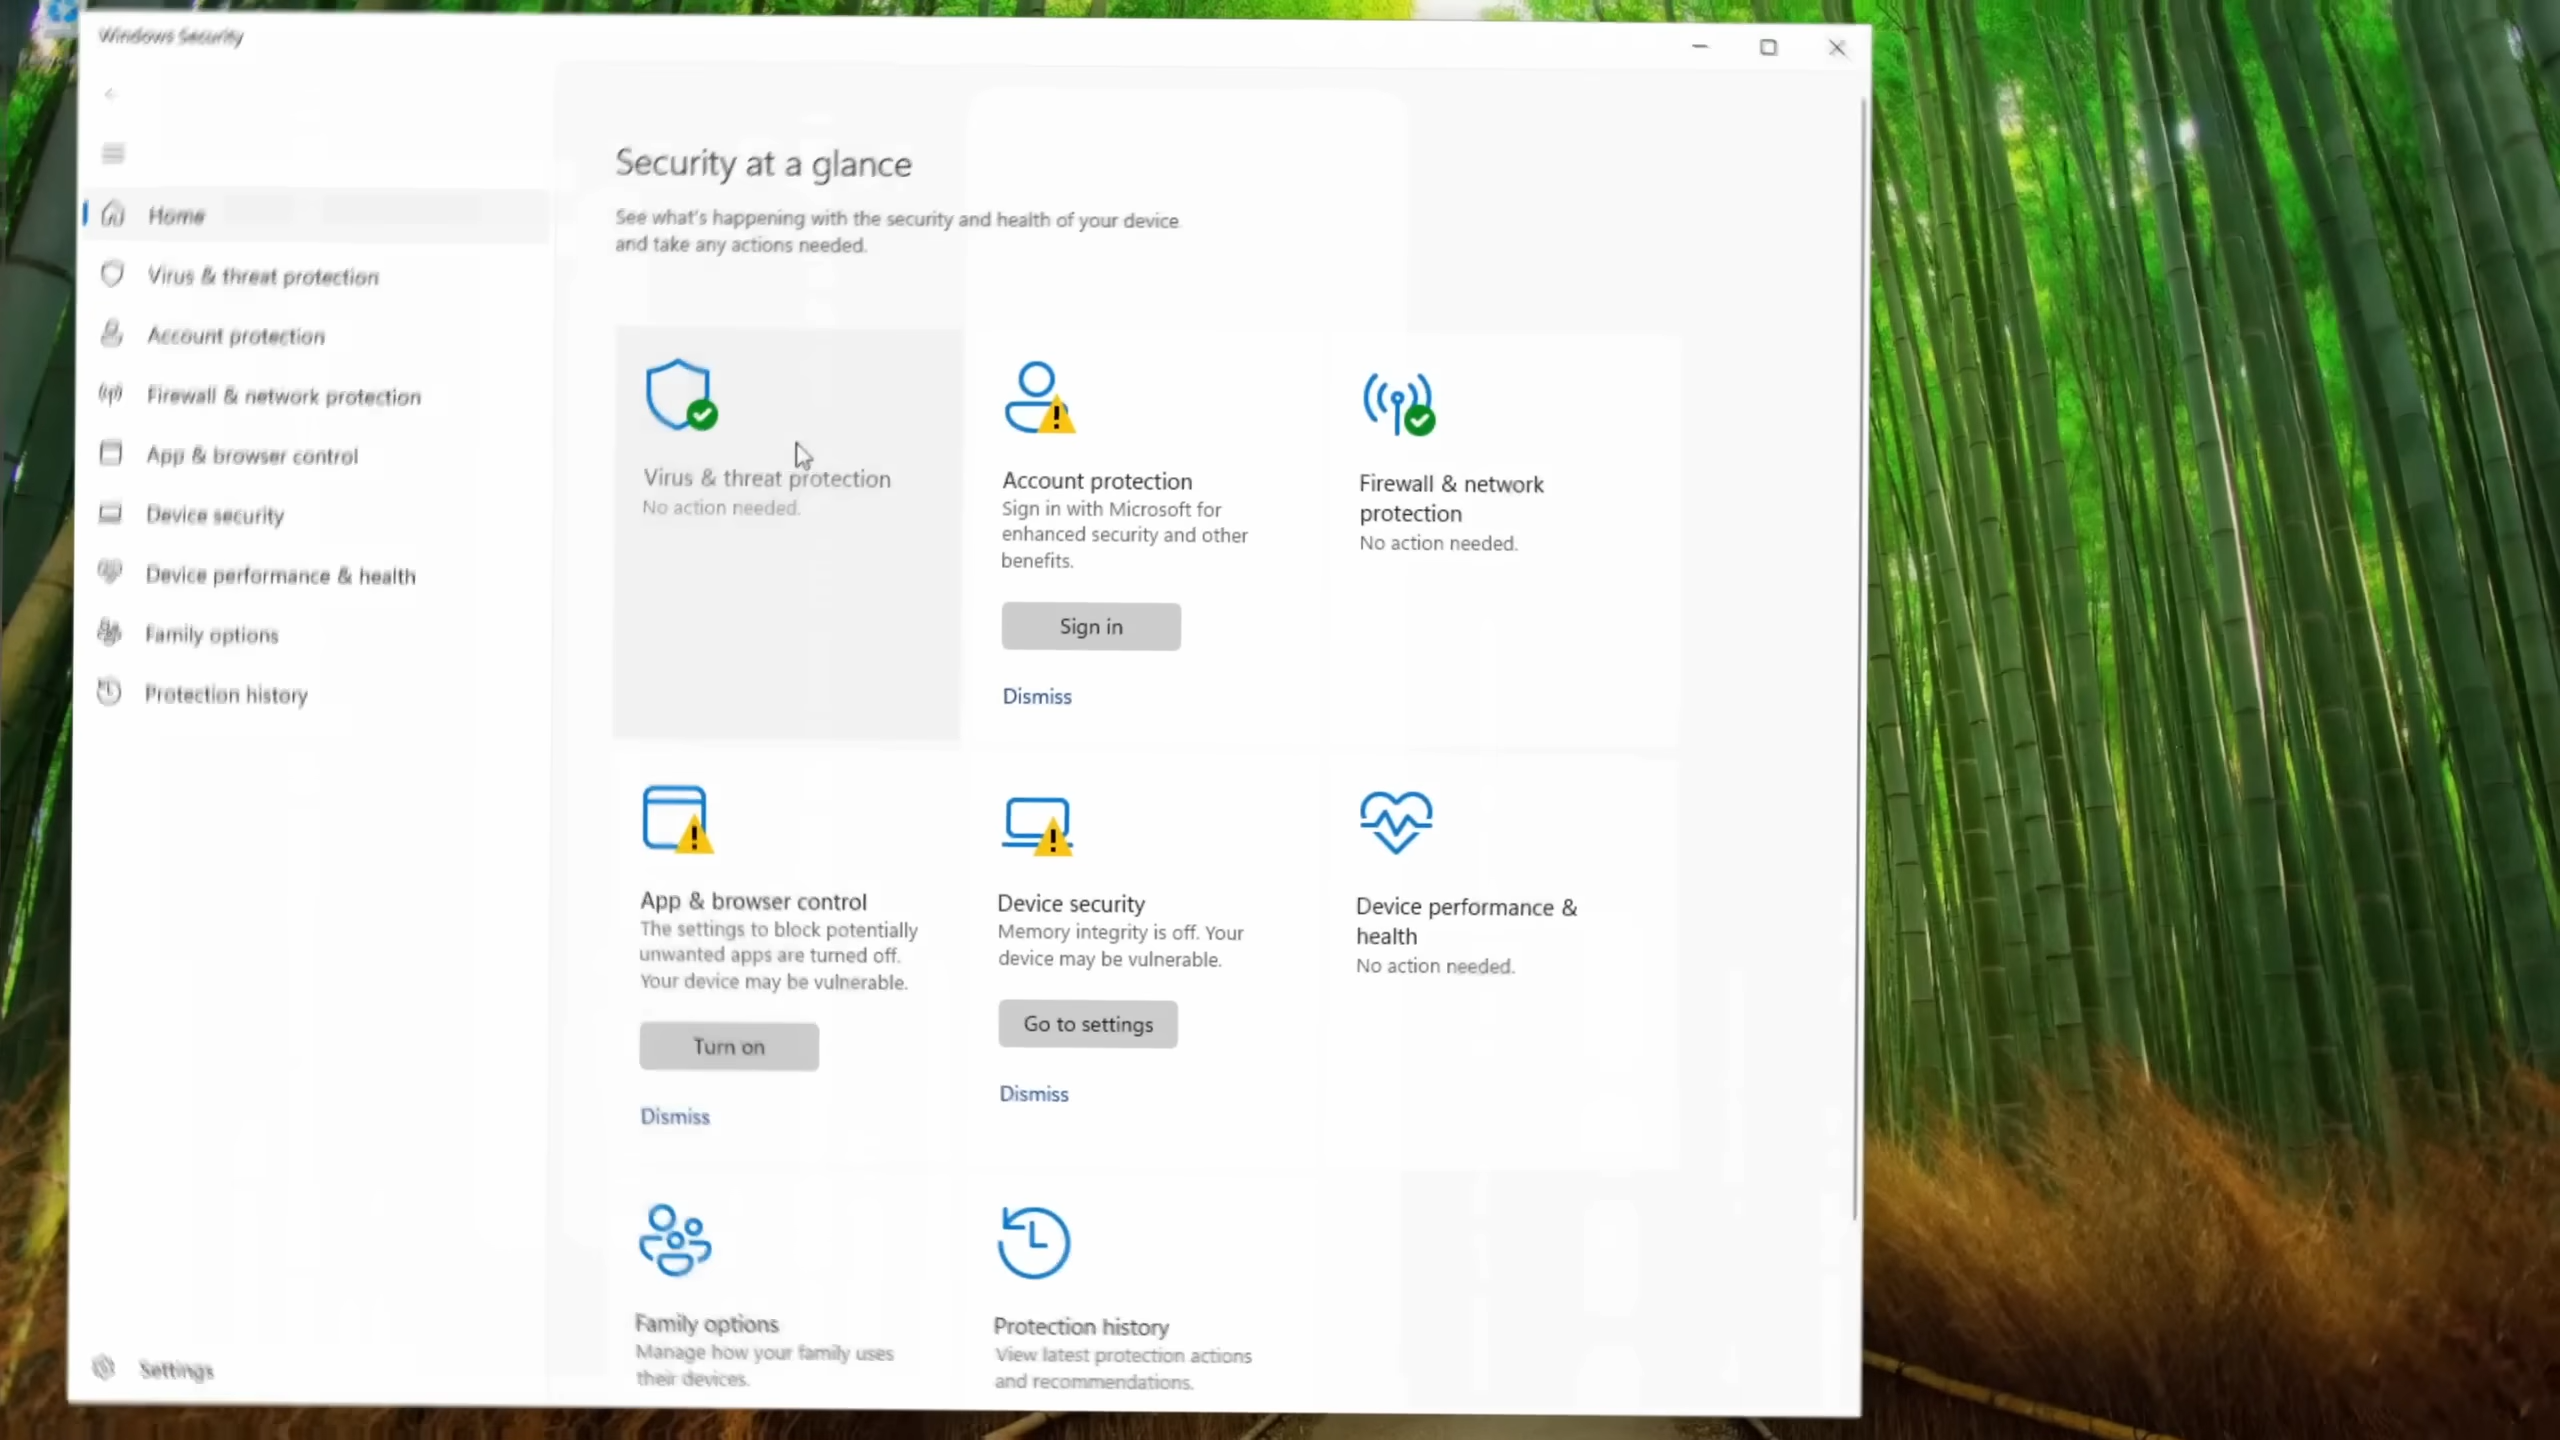 Windows Security
Home
Virus & threat protection
Account protection
Firewall & network protection
App & browser control
Device security
Device performance & health
Family options
Protection history
Settings
Security at a glance
See what's happening with the security and health of your device
and take any actions needed.
Virus & threat protection
No action needed.
Account protection
Sign in with Microsoft for
enhanced security and other
benefits.
Sign in
Dismiss
Firewall & network
protection
No action needed.
App & browser control
The settings to block potentially
unwanted apps are turned off.
Your device may be vulnerable.
Turn on
Dismiss
Device security
Memory integrity is off. Your
device may be vulnerable.
Go to settings
Dismiss
Device performance &
health
No action needed.
Family options
Manage how your family uses
their devices.
Protection history
View latest protection actions
and recommendations.